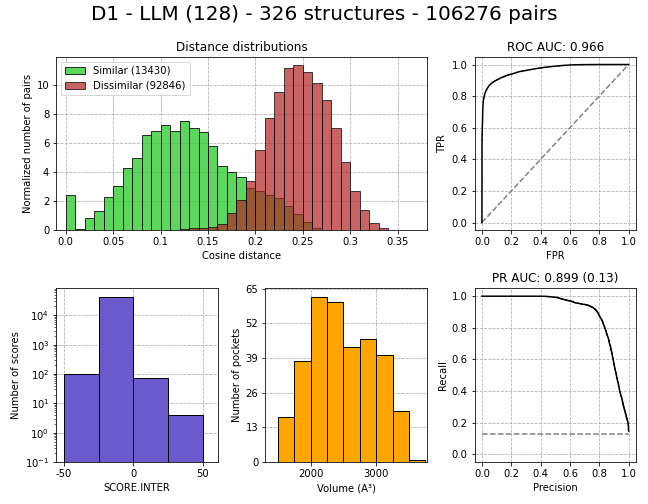 D1 - LLM (128) - 326 structures - 106276 pairs
Distance distributions
Similar (13430)
Dissimilar (92846)
Normalized number of pairs
0
2
4
6
8
10
0.0 0.05 0.1 0.15 0.2 0.25 0.3 0.35
Cosine distance
ROC AUC: 0.966
TPR
1.0
0.8
0.6
0.4
0.2
0.0
0.0 0.2 0.4 0.6 0.8 1.0
FPR
Number of scores
10⁴
10³
10²
10¹
10⁰
10⁻¹
-50 0 50
SCORE.INTER
Number of pockets
65
52
39
26
13
0
2000 3000
Volume (A³)
PR AUC: 0.899 (0.13)
Recall
1.0
0.8
0.6
0.4
0.2
0.0
0.0 0.2 0.4 0.6 0.8 1.0
Precision